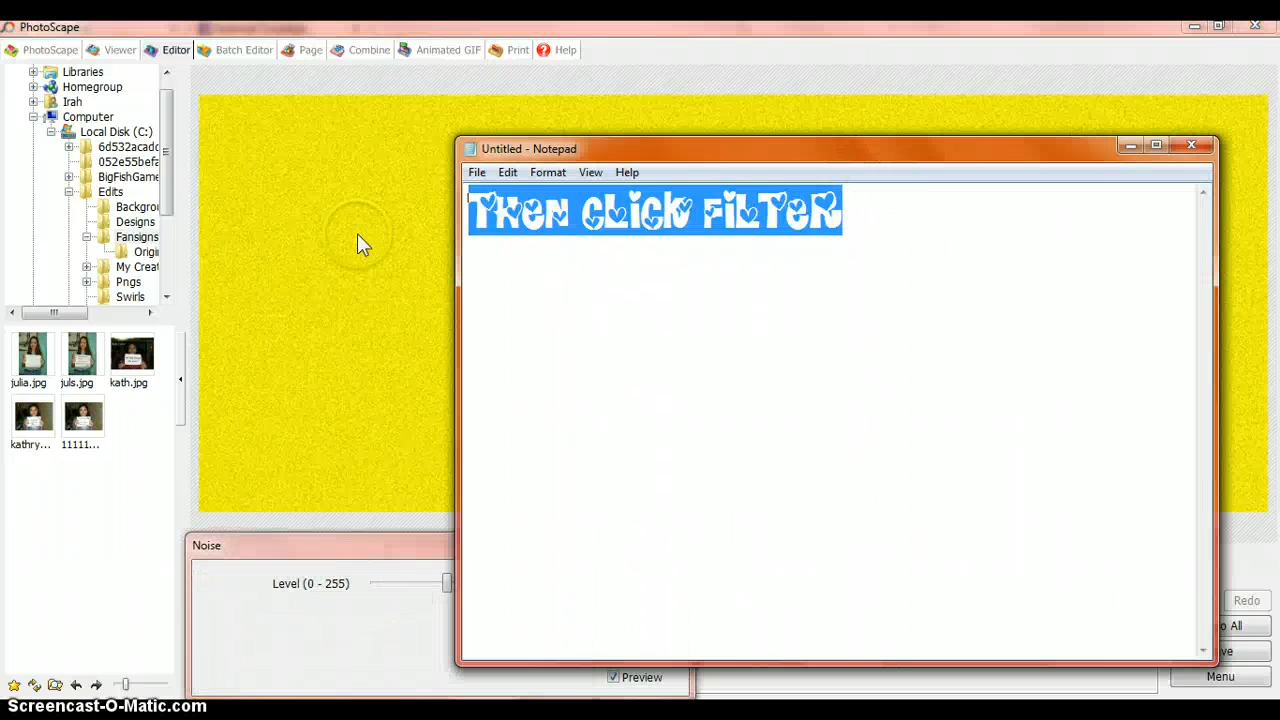 PhotoScape
PhotoScape Viewer Editor Batch Editor Page Combine Animated GIF Print Help
Libraries
Homegroup
Irah
Computer
Local Disk (C:)
6d532acadc
052e55befa
BigFishGame
Edits
Backgrou
Designs
Fansigns
Origi
My Creat
Pngs
Swirls
julia.jpg juls.jpg kath.jpg
kathry... 11111...
Untitled - Notepad
File Edit Format View Help
THEN CLICK FILTER
Noise
Level (0 - 255)
Preview
Redo
o All
ve
Menu
Screencast-O-Matic.com